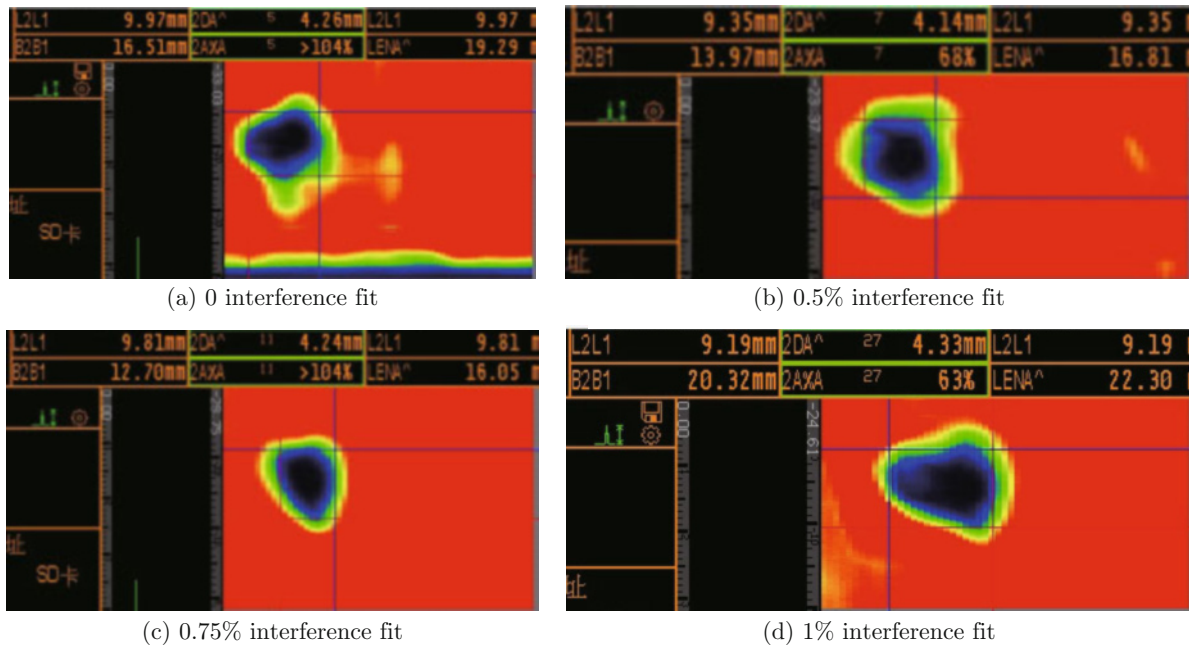 L2L1 9.97mm 2DA^ 5 4.26mm L2L1 9.97
B2B1 16.51mm 2AXA 5 >104% LENA^ 19.29
SD卡
(a) 0 interference fit
L2L1 9.35mm 2DA^ 7 4.14mm L2L1 9.35
B2B1 13.97mm 2AXA 7 68% LENA^ 16.81
(b) 0.5% interference fit
L2L1 9.81mm 2DA^ 11 4.24mm L2L1 9.81
B2B1 12.70mm 2AXA 11 >104% LENA^ 16.05
SD卡
(c) 0.75% interference fit
L2L1 9.19mm 2DA^ 27 4.33mm L2L1 9.19
B2B1 20.32mm 2AXA 27 63% LENA^ 22.30
0.00
-24.61
址
(d) 1% interference fit